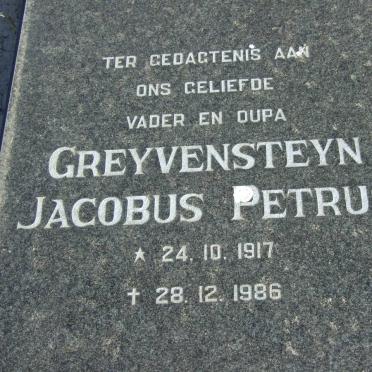 TER GEDAGTENIS AAN
ONS GELIEFDE
VADER EN OUPA
GREYVENSTEYN
JACOBUS PETRU
★ 24. 10. 1917
✝ 28. 12. 1986